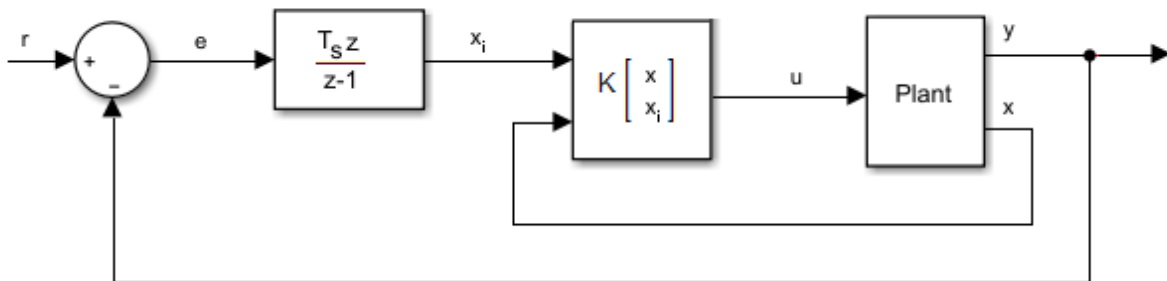 r
+
−
e
T_s z
z-1
x_i
K [ x
x_i ]
u
Plant
y
x